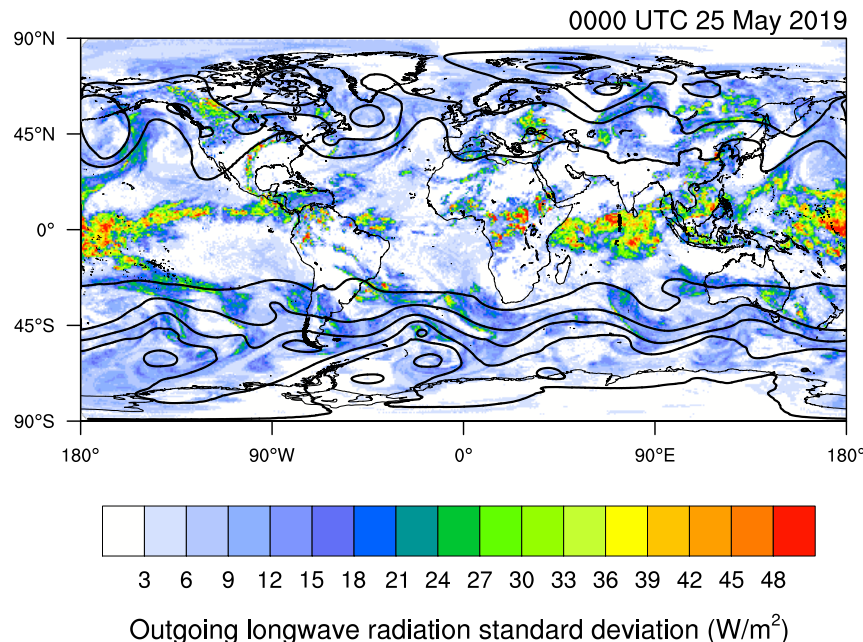 0000 UTC 25 May 2019
90°N
45°N
0°
45°S
90°S
180° 90°W 0° 90°E 180°
3 6 9 12 15 18 21 24 27 30 33 36 39 42 45 48
Outgoing longwave radiation standard deviation (W/m²)